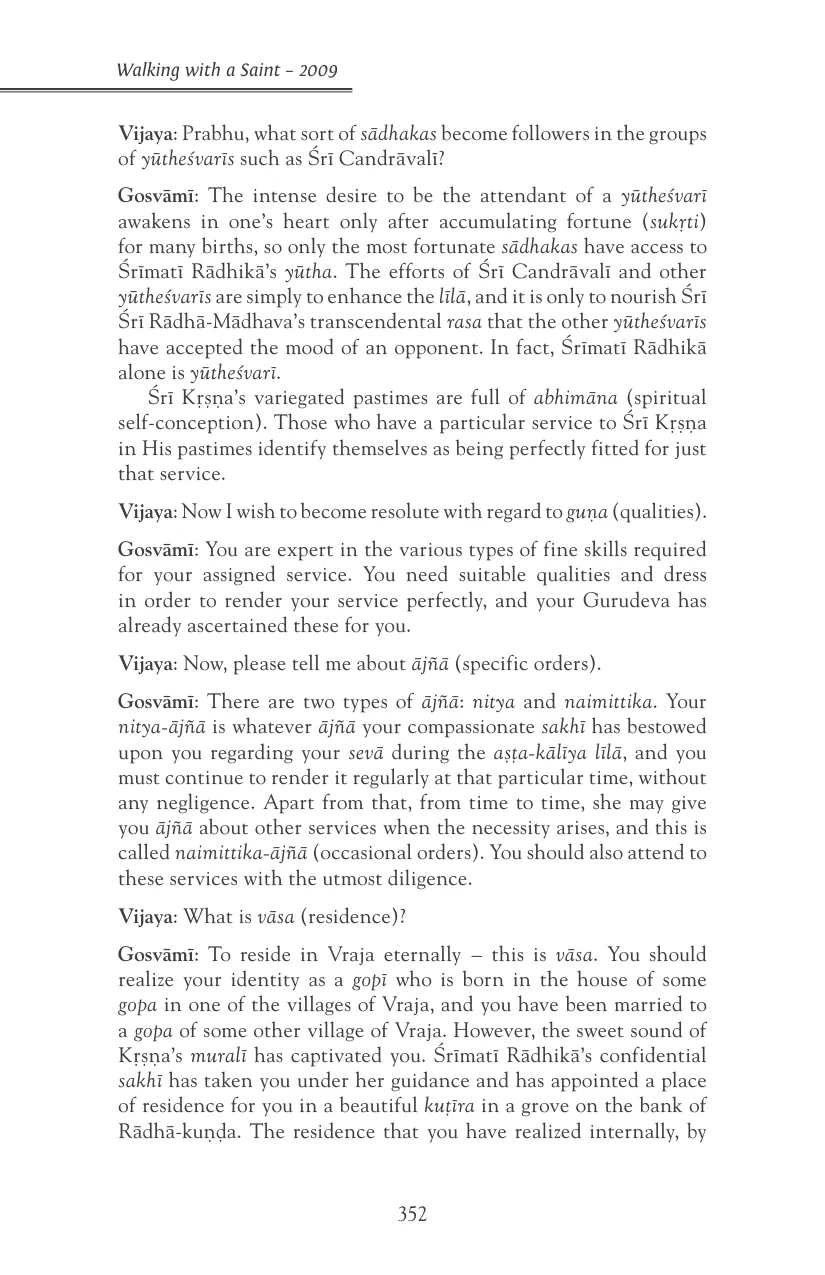 Walking with a Saint – 2009
Vijaya: Prabhu, what sort of sādhakas become followers in the groups
of yūtheśvarīs such as Śrī Candrāvalī?
Gosvāmī: The intense desire to be the attendant of a yūtheśvarī
awakens in one's heart only after accumulating fortune (sukṛti)
for many births, so only the most fortunate sādhakas have access to
Śrīmatī Rādhikā's yūtha. The efforts of Śrī Candrāvalī and other
yūtheśvarīs are simply to enhance the līlā, and it is only to nourish Śrī
Śrī Rādhā-Mādhava's transcendental rasa that the other yūtheśvarīs
have accepted the mood of an opponent. In fact, Śrīmatī Rādhikā
alone is yūtheśvarī.
Śrī Kṛṣṇa's variegated pastimes are full of abhimāna (spiritual
self-conception). Those who have a particular service to Śrī Kṛṣṇa
in His pastimes identify themselves as being perfectly fitted for just
that service.
Vijaya: Now I wish to become resolute with regard to guṇa (qualities).
Gosvāmī: You are expert in the various types of fine skills required
for your assigned service. You need suitable qualities and dress
in order to render your service perfectly, and your Gurudeva has
already ascertained these for you.
Vijaya: Now, please tell me about ājñā (specific orders).
Gosvāmī: There are two types of ājñā: nitya and naimittika. Your
nitya-ājñā is whatever ājñā your compassionate sakhī has bestowed
upon you regarding your sevā during the aṣṭa-kālīya līlā, and you
must continue to render it regularly at that particular time, without
any negligence. Apart from that, from time to time, she may give
you ājñā about other services when the necessity arises, and this is
called naimittika-ājñā (occasional orders). You should also attend to
these services with the utmost diligence.
Vijaya: What is vāsa (residence)?
Gosvāmī: To reside in Vraja eternally – this is vāsa. You should
realize your identity as a gopī who is born in the house of some
gopa in one of the villages of Vraja, and you have been married to
a gopa of some other village of Vraja. However, the sweet sound of
Kṛṣṇa's muralī has captivated you. Śrīmatī Rādhikā's confidential
sakhī has taken you under her guidance and has appointed a place
of residence for you in a beautiful kuṭīra in a grove on the bank of
Rādhā-kuṇḍa. The residence that you have realized internally, by
352